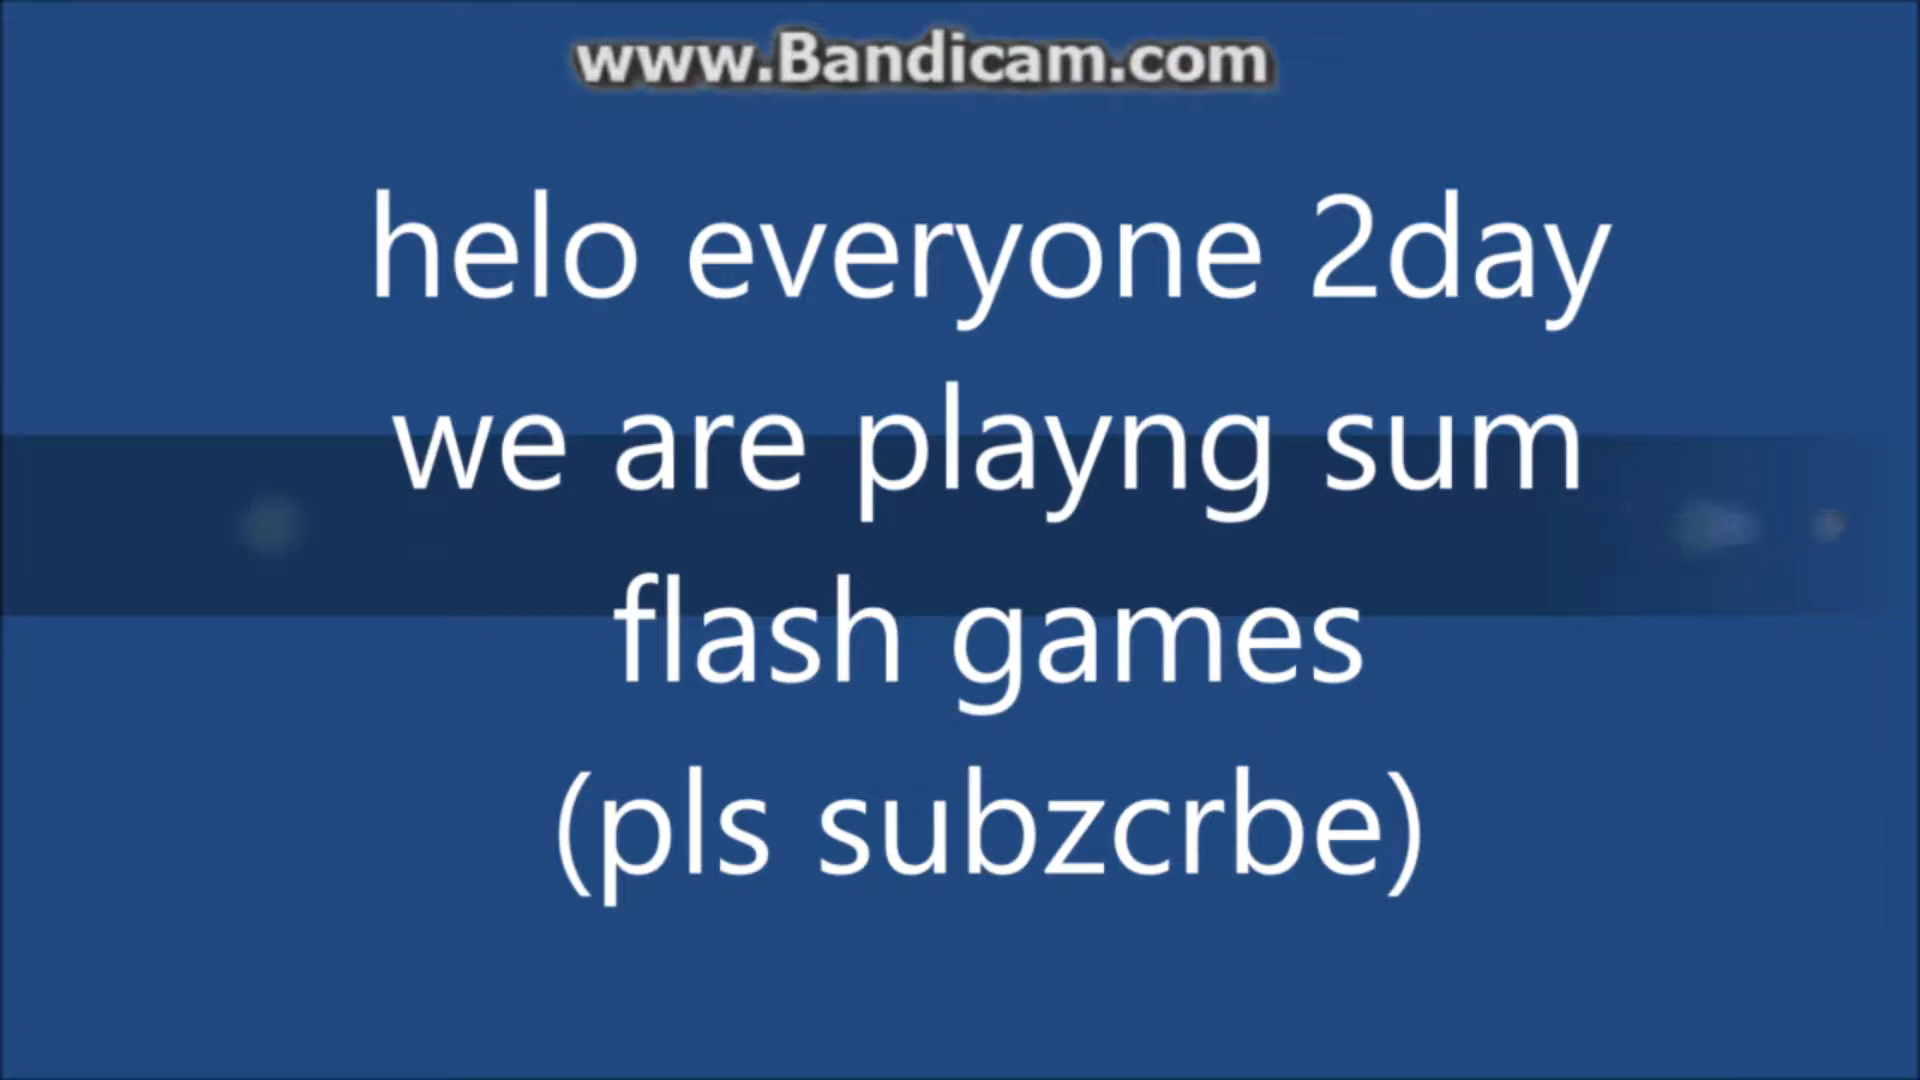 www.Bandicam.com
helo everyone 2day
we are playng sum
flash games
(pls subzcrbe)